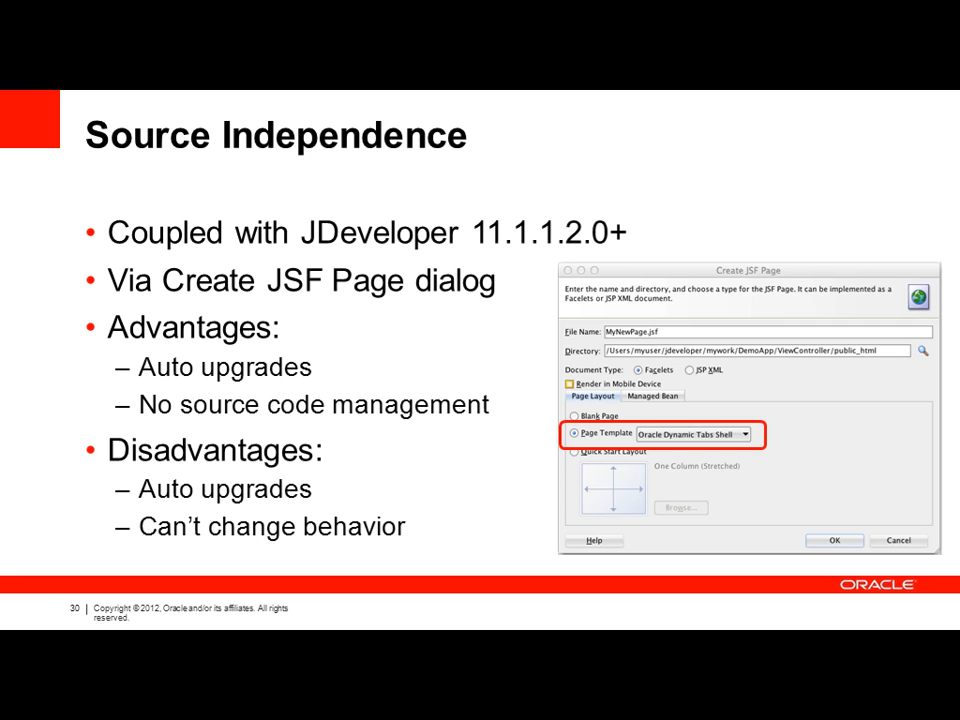 Source Independence
• Coupled with JDeveloper 11.1.1.2.0+
• Via Create JSF Page dialog
• Advantages:
– Auto upgrades
– No source code management
• Disadvantages:
– Auto upgrades
– Can't change behavior
Create JSF Page
Enter the name and directory, and choose a type for the JSF Page. It can be implemented as a
Facelets or JSP XML document.
File Name: MyNewPage.jsf
Directory: /Users/myuser/jdeveloper/mywork/DemoApp/ViewController/public_html
Document Type: Facelets JSP XML
Render in Mobile Device
Page Layout Managed Bean
Blank Page
Page Template Oracle Dynamic Tabs Shell
Quick Start Layout
One Column (Stretched)
Browse...
Help OK Cancel
ORACLE
30 | Copyright © 2012, Oracle and/or its affiliates. All rights
reserved.